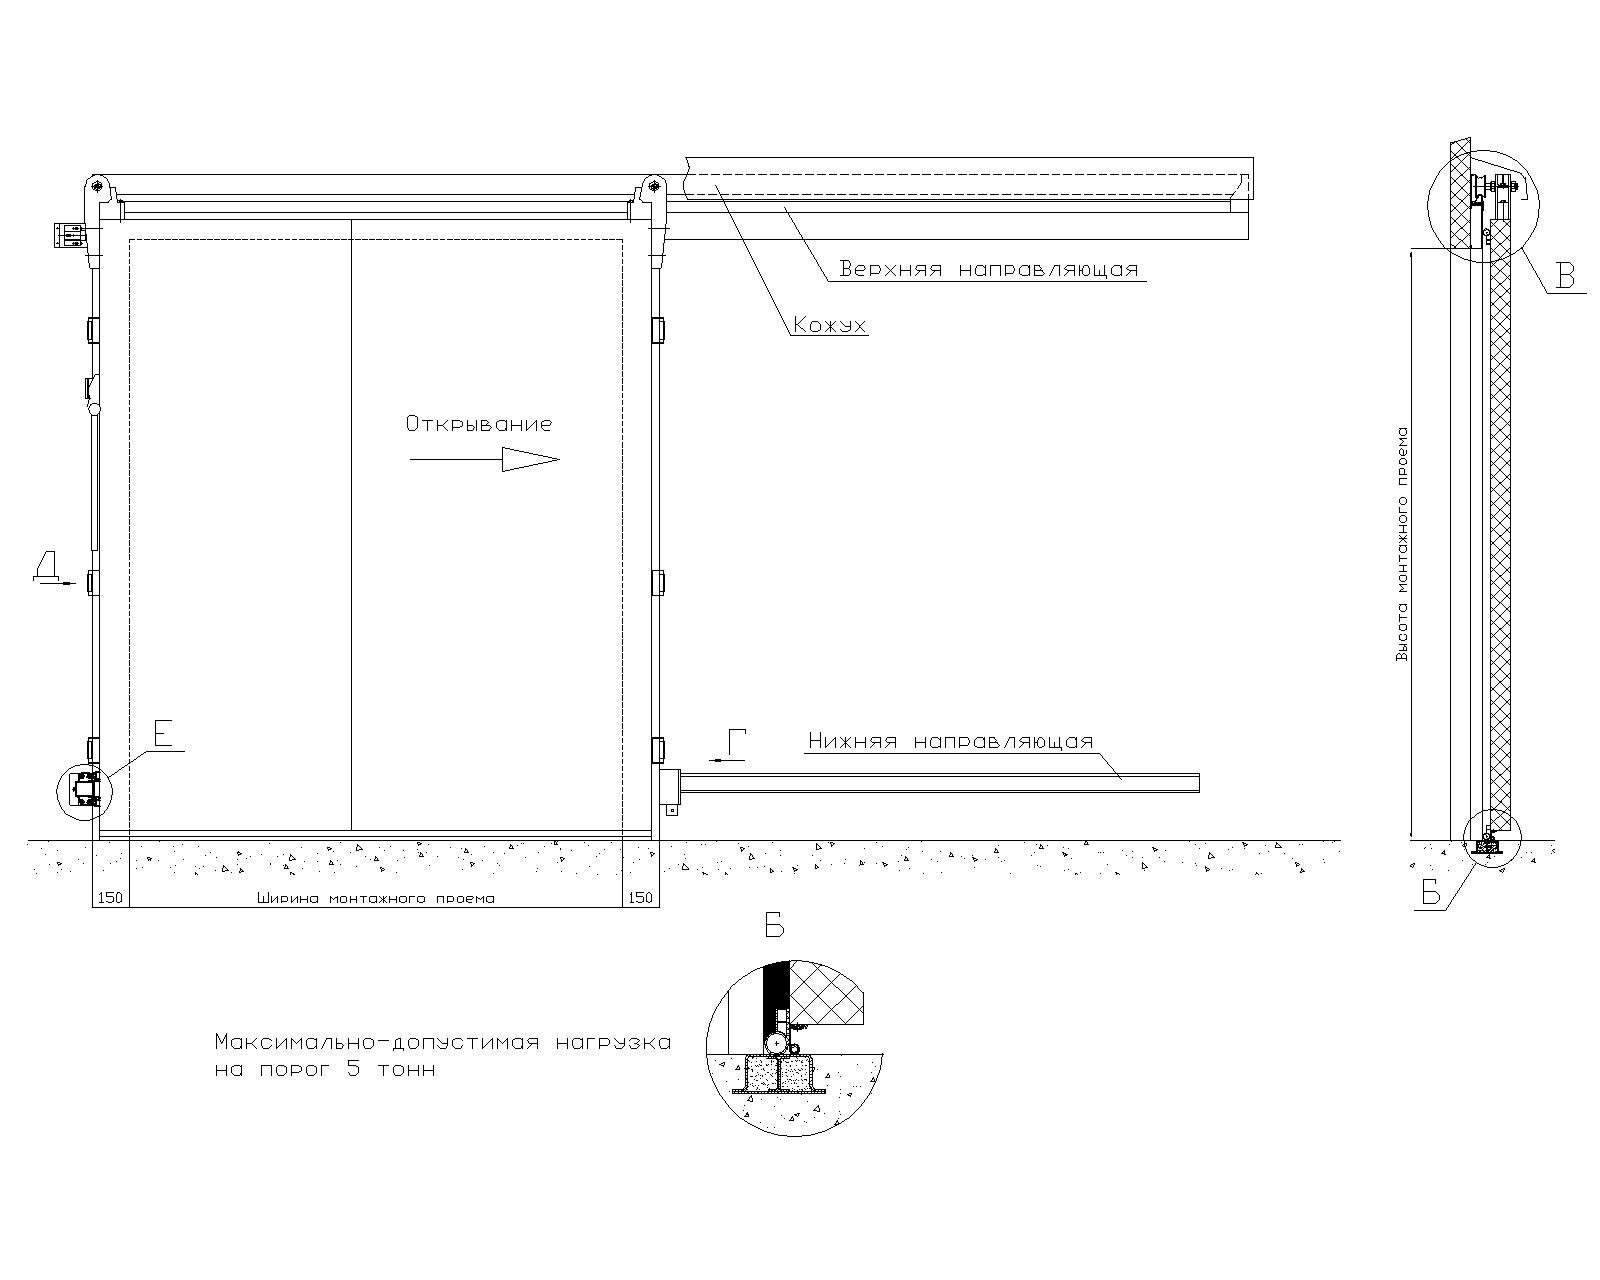 Верхняя направляющая
В
Кожух
Открывание
Высота монтажного проема
Д
Е
Г
Нижняя направляющая
150
Ширина монтажного проема
150
Б
Б
Максимально-допустимая нагрузка
на порог 5 тонн